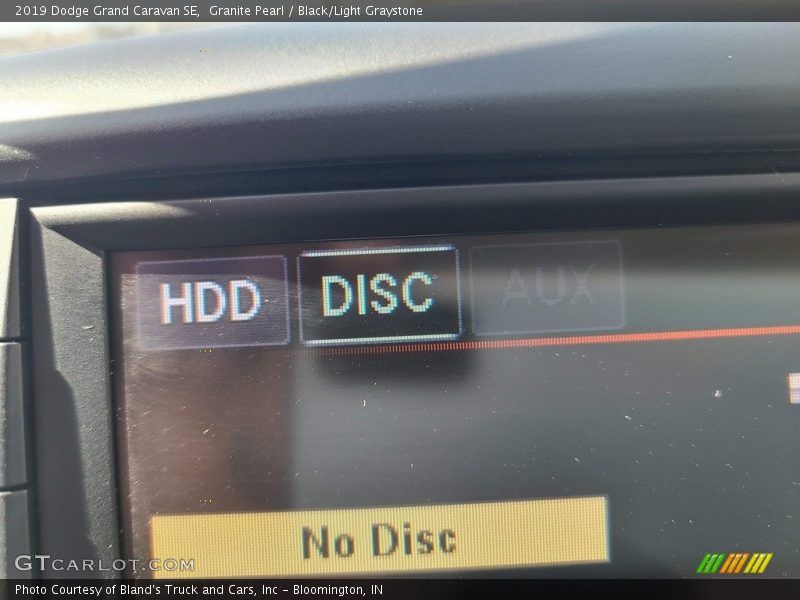 2019 Dodge Grand Caravan SE,  Granite Pearl / Black/Light Graystone
HDD DISC AUX
No Disc
GTCARLOT.COM
Photo Courtesy of Bland's Truck and Cars, Inc - Bloomington, IN